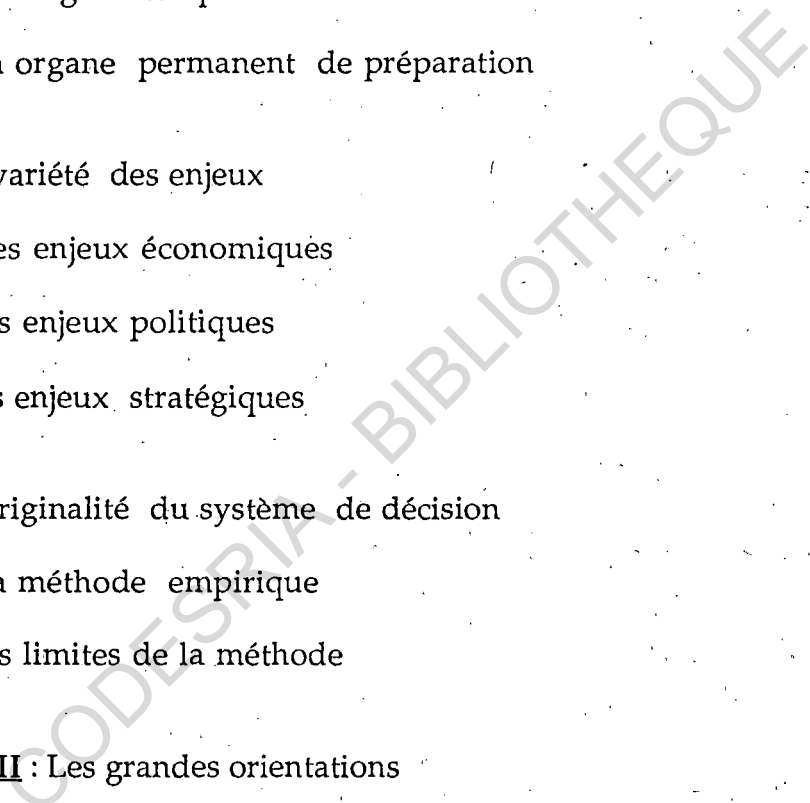 organe permanent de préparation
variété des enjeux
es enjeux économiques
s enjeux politiques
s enjeux stratégiques
riginalité du système de décision
a méthode empirique
s limites de la méthode
II : Les grandes orientations
CODESRIA - BIBLIOTHEQUE